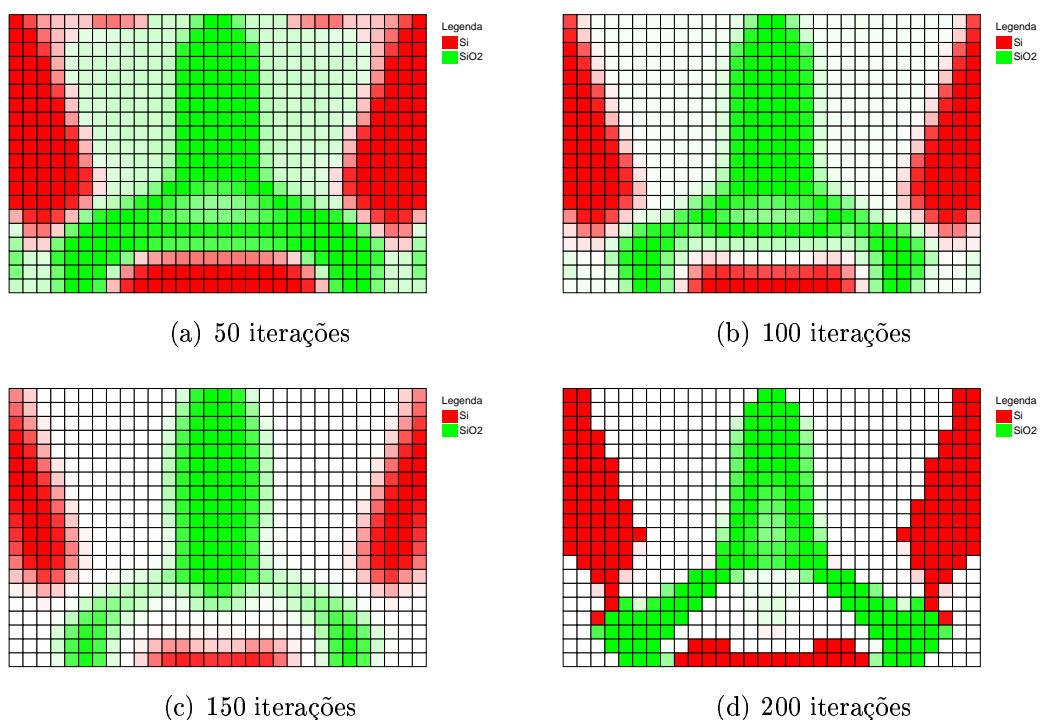 Legenda
Si
SiO2
Legenda
Si
SiO2
(a) 50 iterações
(b) 100 iterações
Legenda
Si
SiO2
Legenda
Si
SiO2
(c) 150 iterações
(d) 200 iterações